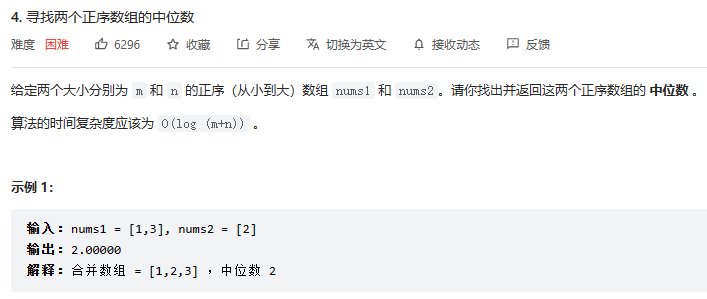 4. 寻找两个正序数组的中位数
难度 困难 6296 收藏 分享 切换为英文 接收动态 反馈
给定两个大小分别为 m 和 n 的正序（从小到大）数组 nums1 和 nums2。请你找出并返回这两个正序数组的 中位数 。
算法的时间复杂度应该为 O(log (m+n)) 。
示例 1：
输入：nums1 = [1,3], nums2 = [2]
输出：2.00000
解释：合并数组 = [1,2,3] ，中位数 2